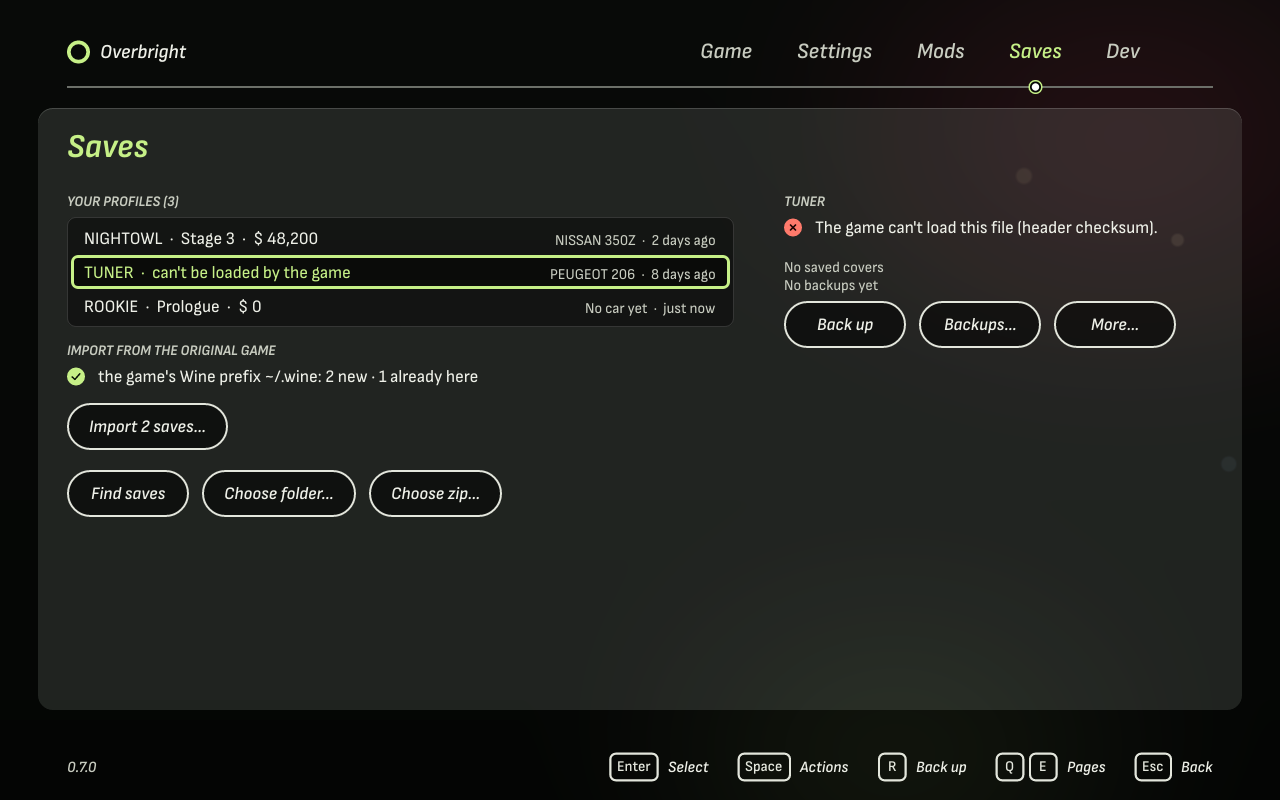 Overbright
Game Settings Mods Saves Dev
Saves
YOUR PROFILES (3)
NIGHTOWL · Stage 3 · $ 48,200 NISSAN 350Z · 2 days ago
TUNER · can't be loaded by the game PEUGEOT 206 · 8 days ago
ROOKIE · Prologue · $ 0 No car yet · just now
IMPORT FROM THE ORIGINAL GAME
the game's Wine prefix ~/.wine: 2 new · 1 already here
Import 2 saves...
Find saves Choose folder... Choose zip...
TUNER
The game can't load this file (header checksum).
No saved covers
No backups yet
Back up Backups... More...
0.7.0
Enter Select Space Actions R Back up Q E Pages Esc Back